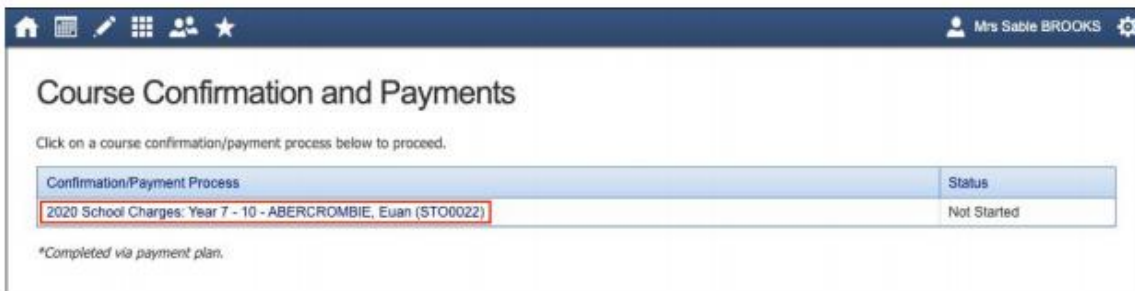 Mrs Sable BROOKS
Course Confirmation and Payments
Click on a course confirmation/payment process below to proceed.
Confirmation/Payment Process Status
2020 School Charges: Year 7 - 10 - ABERCROMBIE, Euan (STO0022) Not Started
*Completed via payment plan.